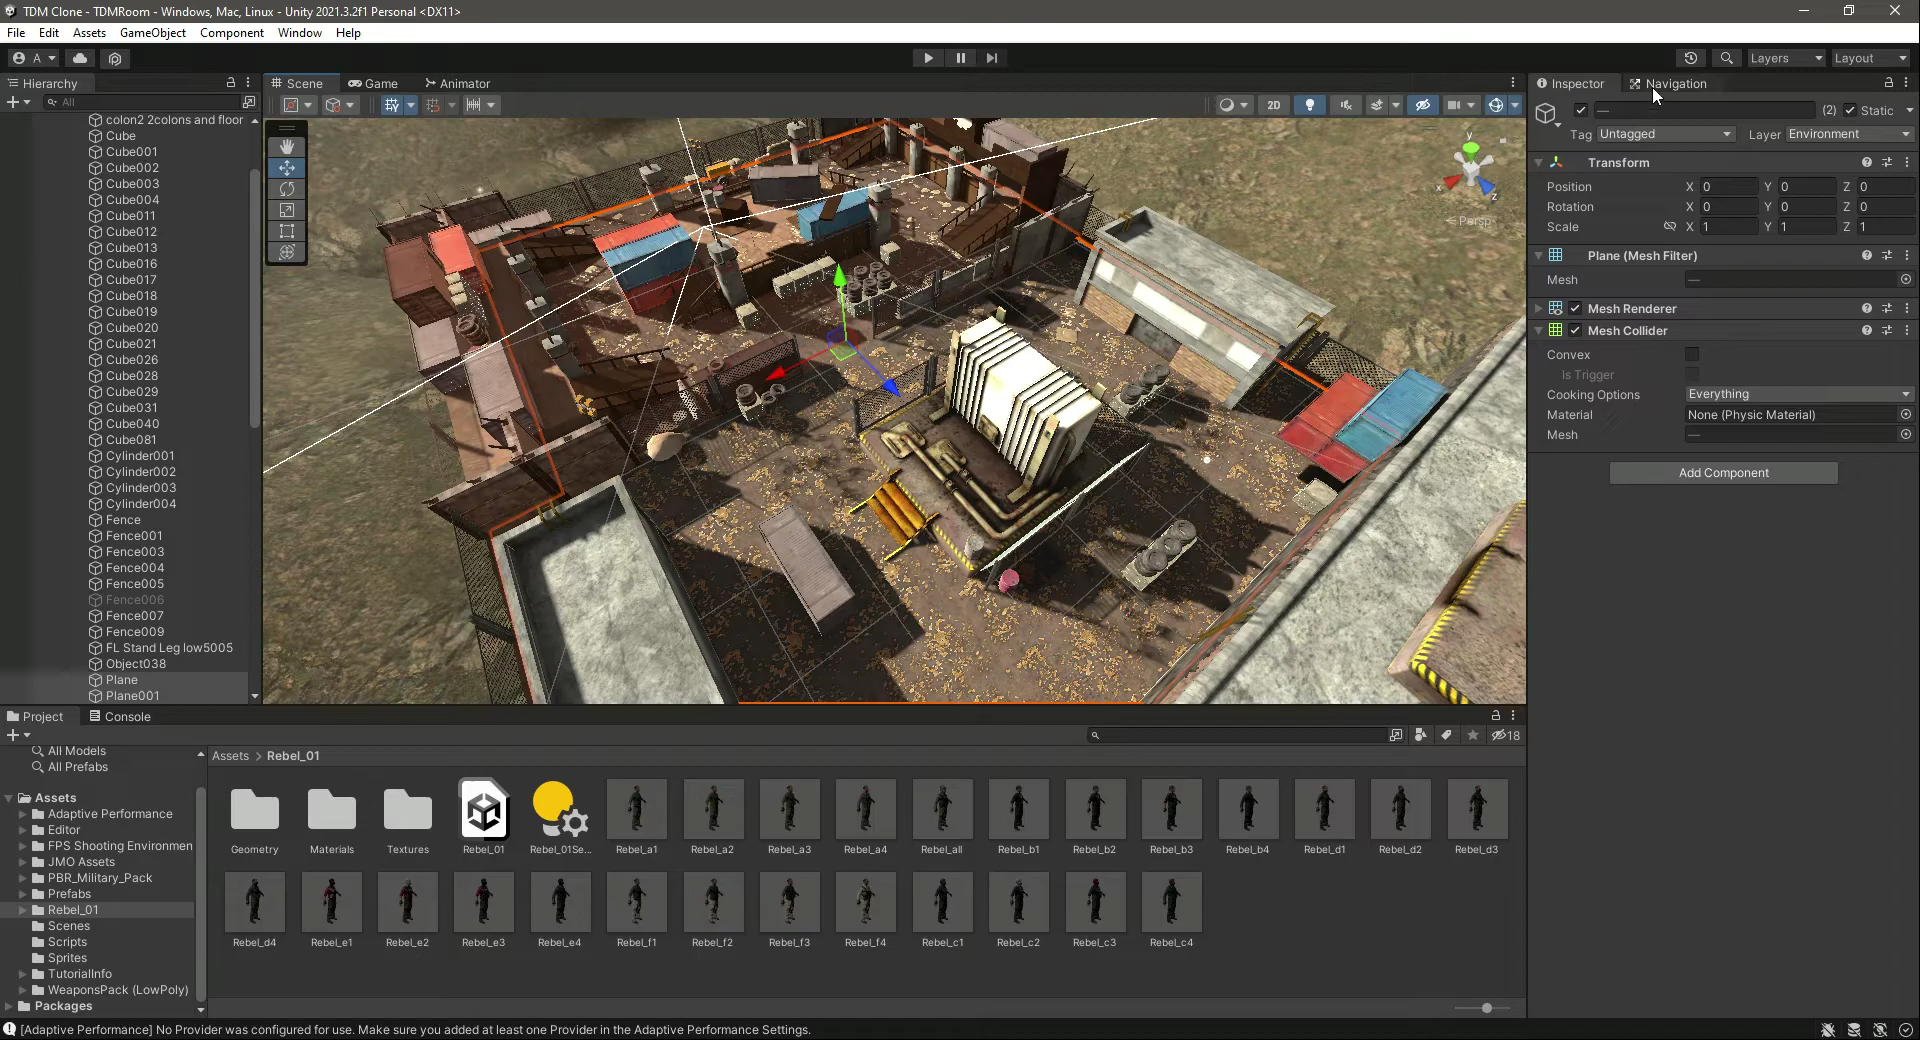 TDM Clone - TDMRoom - Windows, Mac, Linux - Unity 2021.3.2f1 Personal <DX11>
File Edit Assets GameObject Component Window Help
A
Layers Layout
Hierarchy
Scene Game Animator
Inspector Navigation
All
2D
— (2) Static
Tag Untagged Layer Environment
colon2 2colons and floor
Cube
Cube001
Cube002
Cube003
Cube004
Cube011
Cube012
Cube013
Cube016
Cube017
Cube018
Cube019
Cube020
Cube021
Cube026
Cube028
Cube029
Cube031
Cube040
Cube081
Cylinder001
Cylinder002
Cylinder003
Cylinder004
Fence
Fence001
Fence003
Fence004
Fence005
Fence006
Fence007
Fence009
FL Stand Leg low5005
Object038
Plane
Plane001
y
x
z
Persp
Transform
Position X 0 Y 0 Z 0
Rotation X 0 Y 0 Z 0
Scale X 1 Y 1 Z 1
Plane (Mesh Filter)
Mesh —
Mesh Renderer
Mesh Collider
Convex
Is Trigger
Cooking Options Everything
Material None (Physic Material)
Mesh —
Add Component
Project Console
18
All Models
All Prefabs
Assets
Adaptive Performance
Editor
FPS Shooting Environmen
JMO Assets
PBR_Military_Pack
Prefabs
Rebel_01
Scenes
Scripts
Sprites
TutorialInfo
WeaponsPack (LowPoly)
Packages
Assets > Rebel_01
Geometry Materials Textures Rebel_01 Rebel_01Se... Rebel_a1 Rebel_a2 Rebel_a3 Rebel_a4 Rebel_all Rebel_b1 Rebel_b2 Rebel_b3 Rebel_b4 Rebel_d1 Rebel_d2 Rebel_d3
Rebel_d4 Rebel_e1 Rebel_e2 Rebel_e3 Rebel_e4 Rebel_f1 Rebel_f2 Rebel_f3 Rebel_f4 Rebel_c1 Rebel_c2 Rebel_c3 Rebel_c4
[Adaptive Performance] No Provider was configured for use. Make sure you added at least one Provider in the Adaptive Performance Settings.